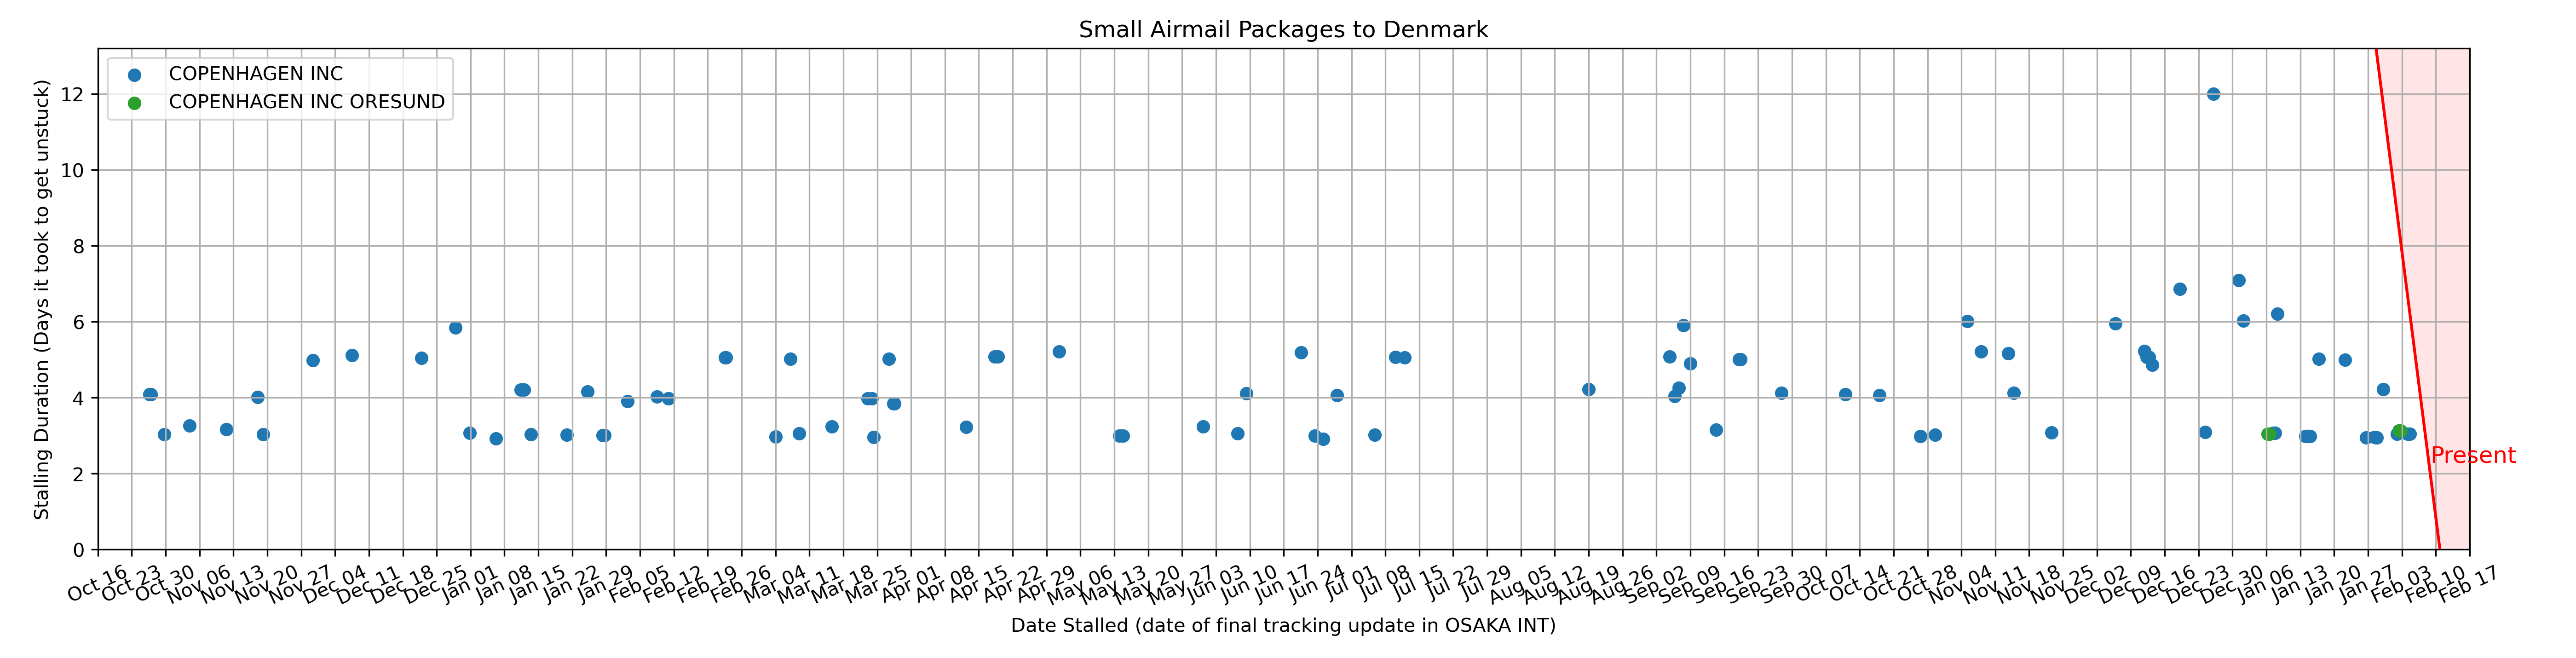 Small Airmail Packages to Denmark
COPENHAGEN INC
COPENHAGEN INC ORESUND
Stalling Duration (Days it took to get unstuck)
12
10
8
6
4
2
0
Present
Oct 16
Oct 23
Oct 30
Nov 06
Nov 13
Nov 20
Nov 27
Dec 04
Dec 11
Dec 18
Dec 25
Jan 01
Jan 08
Jan 15
Jan 22
Jan 29
Feb 05
Feb 12
Feb 19
Feb 26
Mar 04
Mar 11
Mar 18
Mar 25
Apr 01
Apr 08
Apr 15
Apr 22
Apr 29
May 06
May 13
May 20
May 27
Jun 03
Jun 10
Jun 17
Jun 24
Jul 01
Jul 08
Jul 15
Jul 22
Jul 29
Aug 05
Aug 12
Aug 19
Aug 26
Sep 02
Sep 09
Sep 16
Sep 23
Sep 30
Oct 07
Oct 14
Oct 21
Oct 28
Nov 04
Nov 11
Nov 18
Nov 25
Dec 02
Dec 09
Dec 16
Dec 23
Dec 30
Jan 06
Jan 13
Jan 20
Jan 27
Feb 03
Feb 10
Feb 17
Date Stalled (date of final tracking update in OSAKA INT)